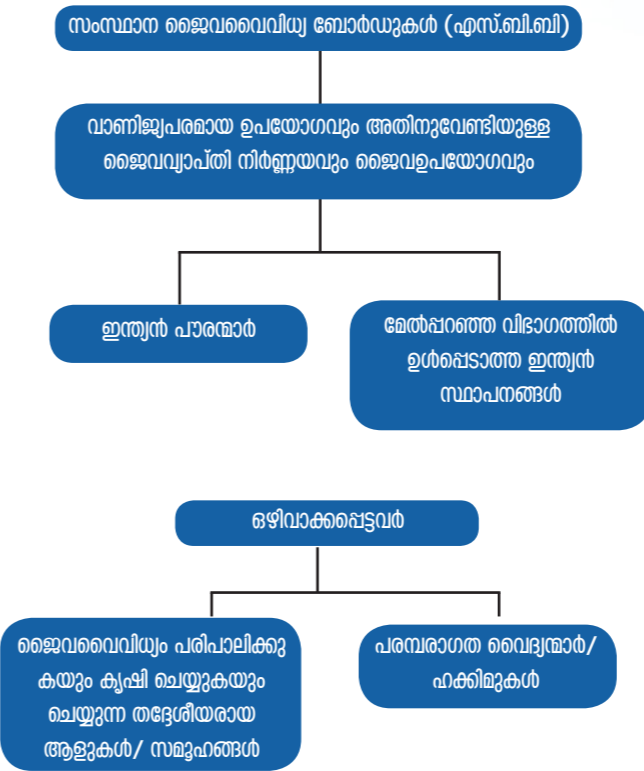 സംസ്ഥാന ജൈവവൈവിധ്യ ബോർഡുകൾ (എസ്.ബി.ബി)
വാണിജ്യപരമായ ഉപയോഗവും അതിനുവേണ്ടിയുള്ള
ജൈവവ്യാപ്തി നിർണ്ണയവും ജൈവഉപയോഗവും
ഇന്ത്യൻ പൗരന്മാർ
മേൽപ്പറഞ്ഞ വിഭാഗത്തിൽ
ഉൾപ്പെടാത്ത ഇന്ത്യൻ
സ്ഥാപനങ്ങൾ
ഒഴിവാക്കപ്പെട്ടവർ
ജൈവവൈവിധ്യം പരിപാലിക്കു
കയും കൃഷി ചെയ്യുകയും
ചെയ്യുന്ന തദ്ദേശീയരായ
ആളുകൾ/ സമൂഹങ്ങൾ
പരമ്പരാഗത വൈദ്യന്മാർ/
ഹക്കിമുകൾ